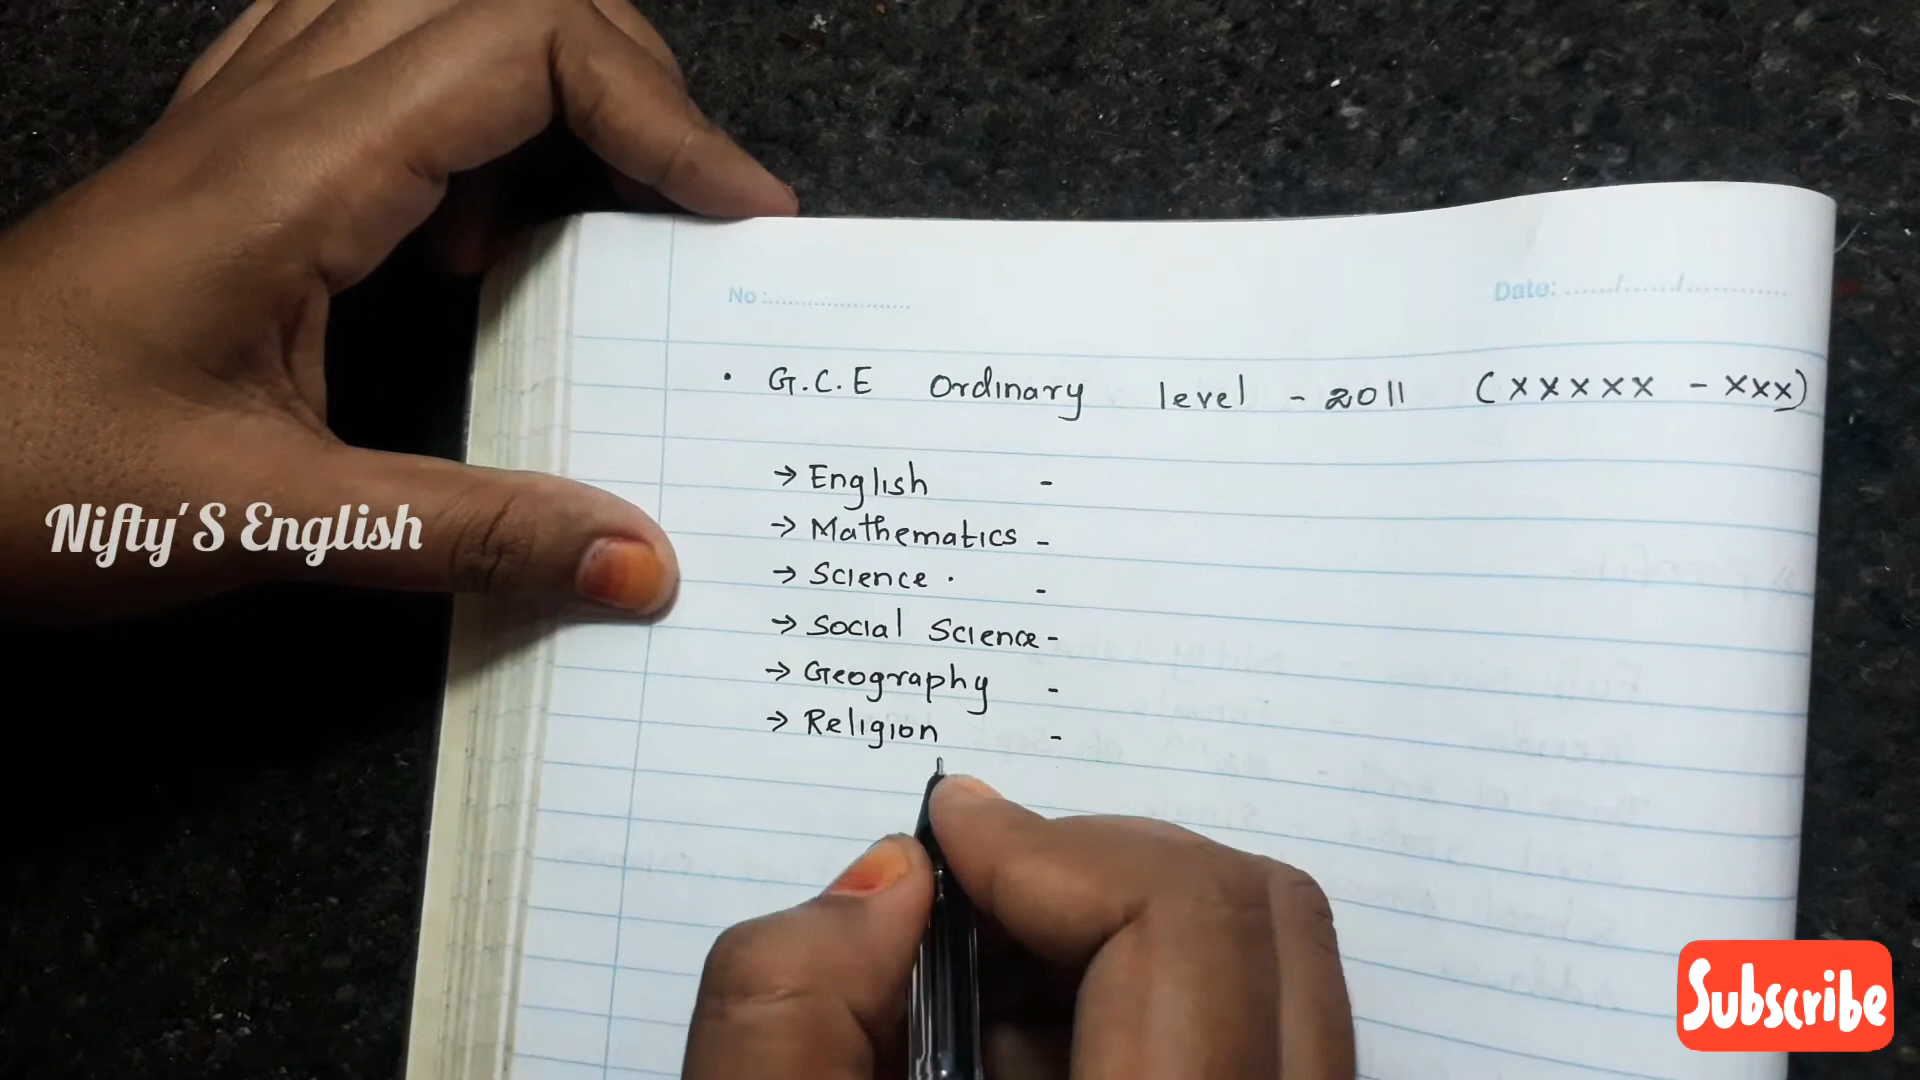 No :......................
Date: ....../....../............
• G.C.E Ordinary level - 2011 (xxxxx - xxx)
→ English -
→ Mathematics -
→ Science . -
→ Social Science -
→ Geography -
→ Religion -
Nifty'S English
Subscribe